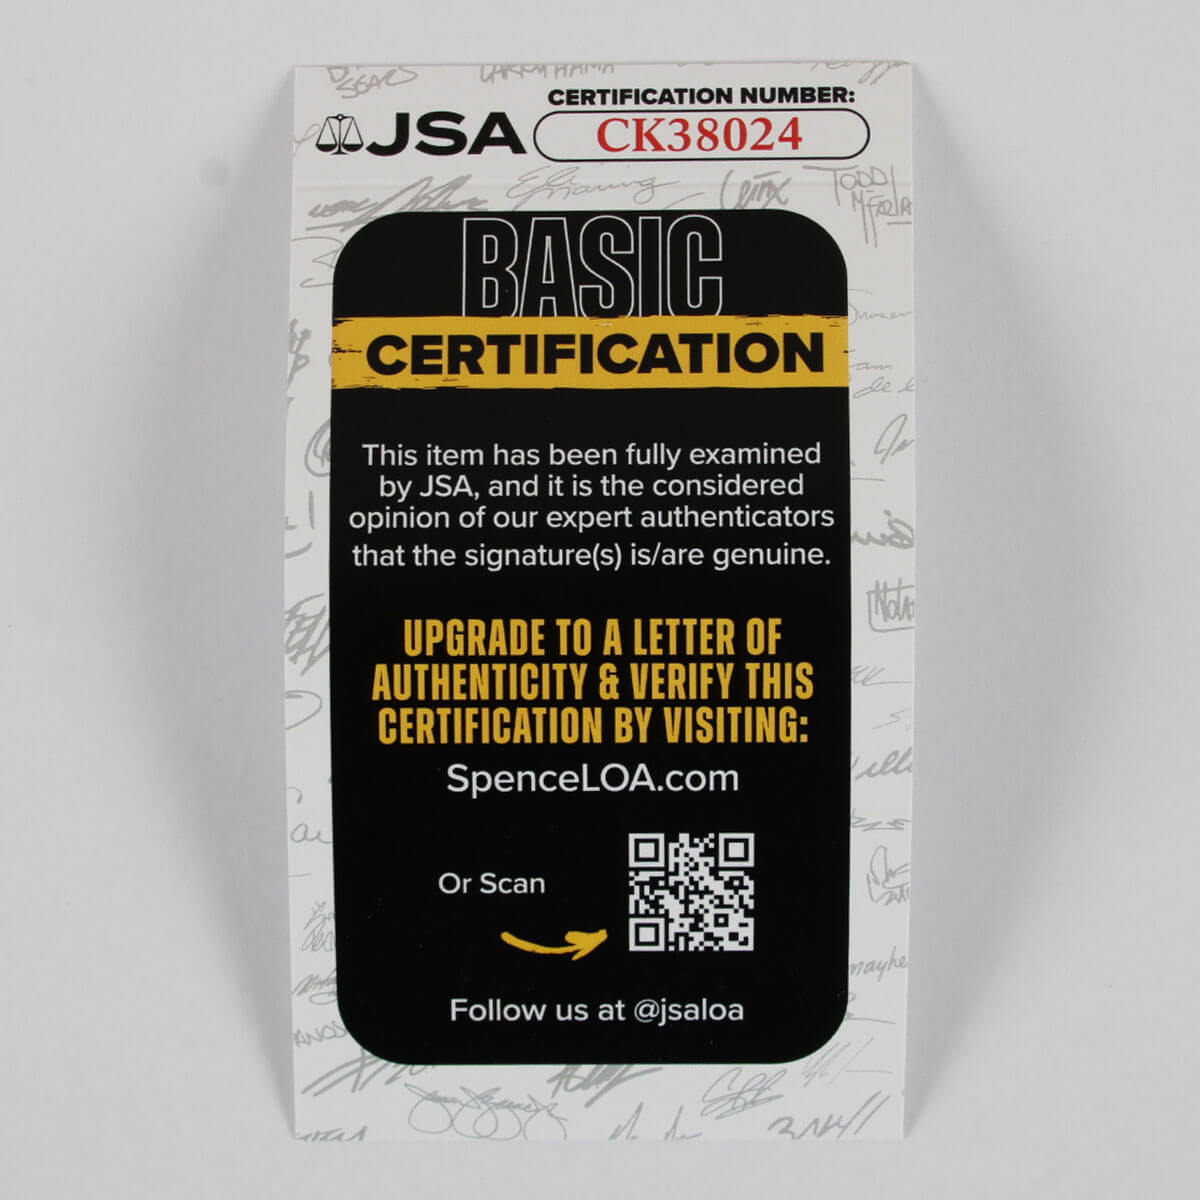 CERTIFICATION NUMBER:
JSA CK38024
BASIC
CERTIFICATION
This item has been fully examined
by JSA, and it is the considered
opinion of our expert authenticators
that the signature(s) is/are genuine.
UPGRADE TO A LETTER OF
AUTHENTICITY & VERIFY THIS
CERTIFICATION BY VISITING:
SpenceLOA.com
Or Scan
Follow us at @jsaloa